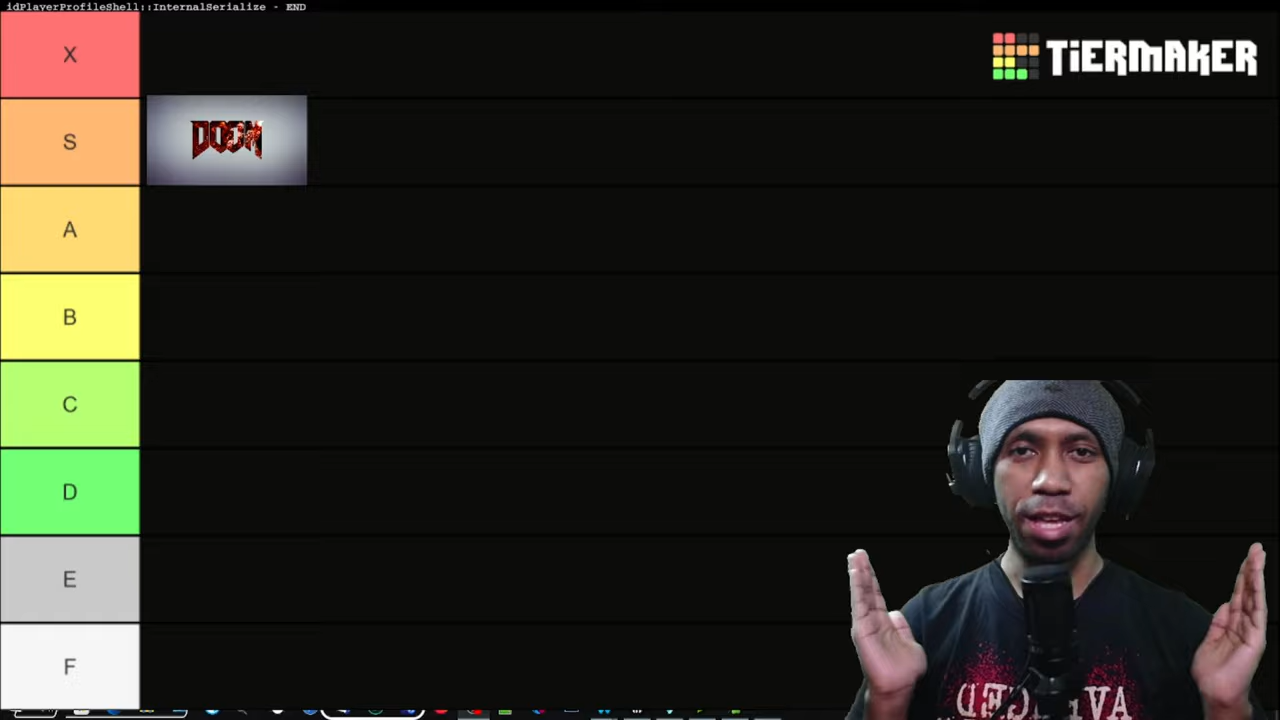 idPlayerProfileShell::InternalSerialize - END
X
TiERMAKER
S
DOOM
A
B
C
D
E
F